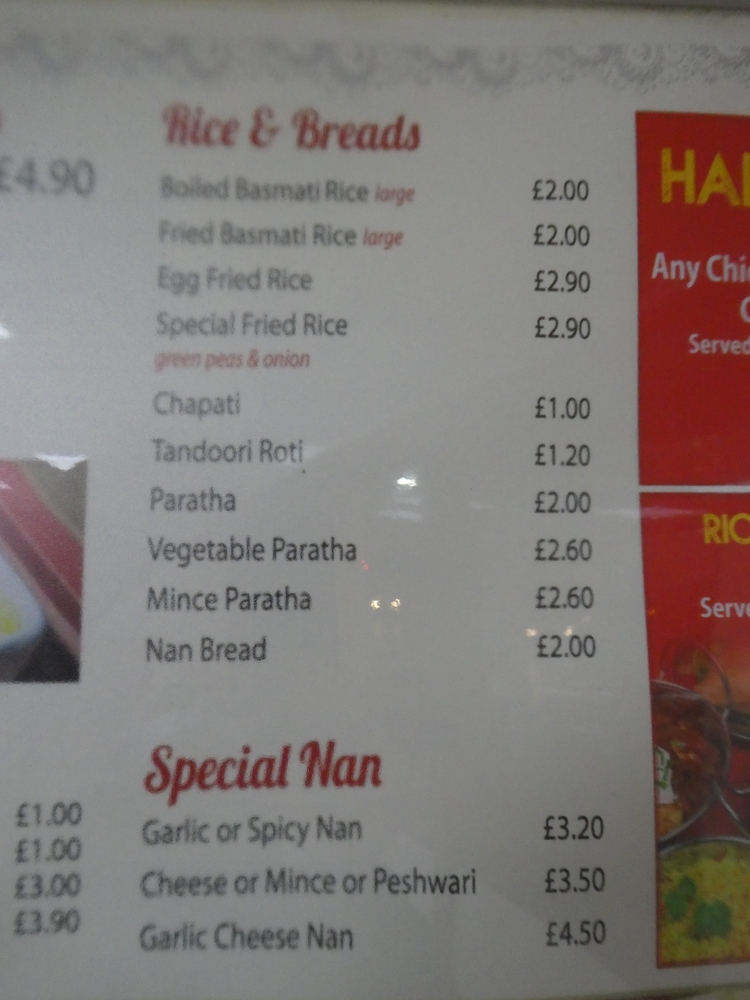 £4.90
Rice & Breads
Boiled Basmati Rice large £2.00
Fried Basmati Rice large £2.00
Egg Fried Rice £2.90
Special Fried Rice £2.90
green peas & onion
Chapati £1.00
Tandoori Roti £1.20
Paratha £2.00
Vegetable Paratha £2.60
Mince Paratha £2.60
Nan Bread £2.00
Special Nan
Garlic or Spicy Nan £3.20
Cheese or Mince or Peshwari £3.50
Garlic Cheese Nan £4.50
£1.00
£1.00
£3.00
£3.90
Any
Served